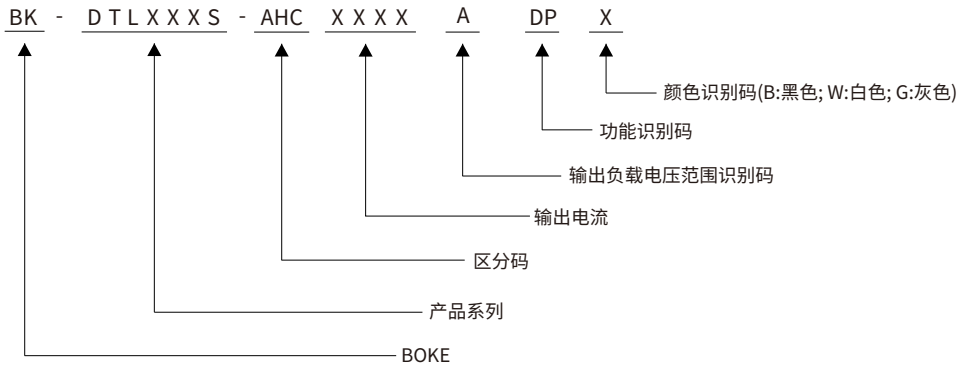 BK - DTLXXXS - AHC XXXX A DP X
颜色识别码(B:黑色; W:白色; G:灰色)
功能识别码
输出负载电压范围识别码
输出电流
区分码
产品系列
BOKE